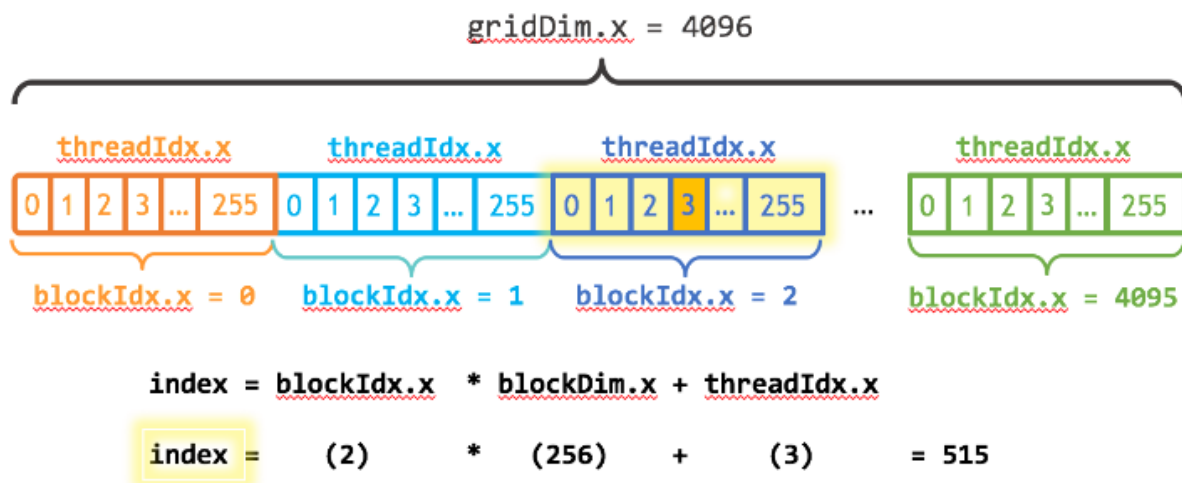 gridDim.x = 4096
threadIdx.x threadIdx.x threadIdx.x threadIdx.x
0 1 2 3 ... 255 0 1 2 3 ... 255 0 1 2 3 ... 255 ... 0 1 2 3 ... 255
blockIdx.x = 0 blockIdx.x = 1 blockIdx.x = 2 blockIdx.x = 4095
index = blockIdx.x * blockDim.x + threadIdx.x
index = (2) * (256) + (3) = 515